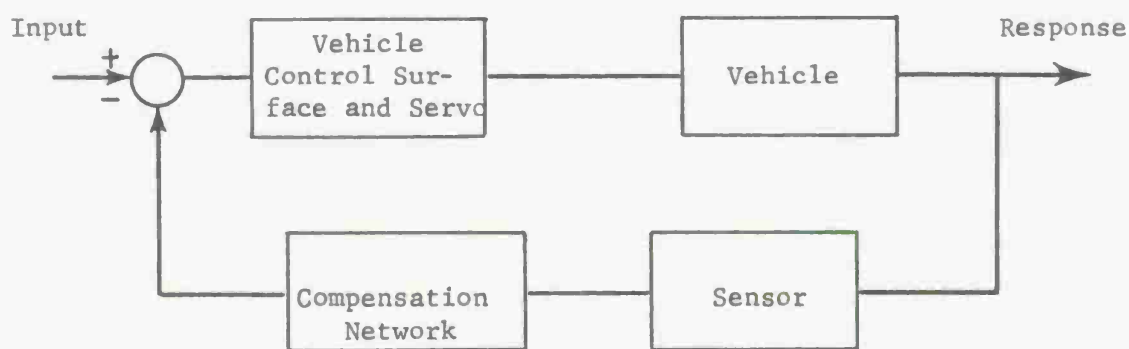 Input
+
−
Vehicle
Control Sur-
face and Servo
Vehicle
Response
Compensation
Network
Sensor